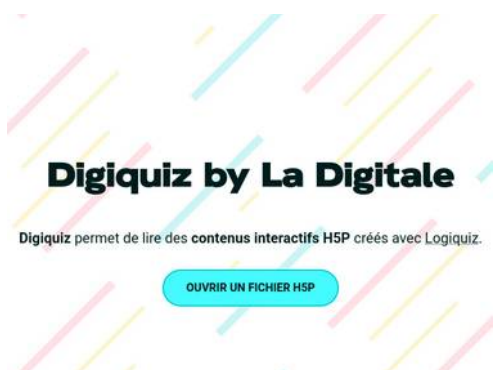 Digiquiz by La Digitale
Digiquiz permet de lire des contenus interactifs H5P créés avec Logiquiz.
OUVRIR UN FICHIER H5P